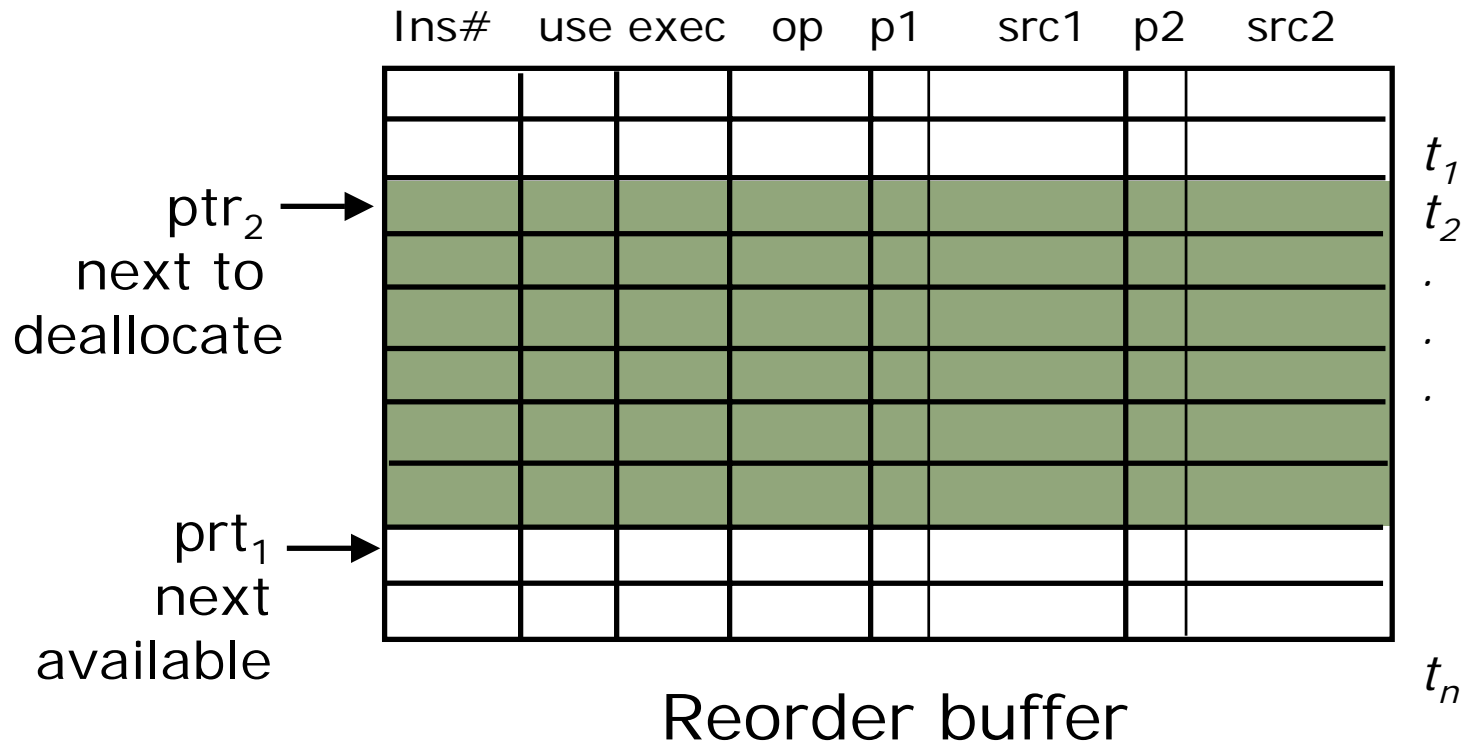 Ins# use exec op p1 src1 p2 src2
t1
ptr2
t2
next to
.
deallocate
.
.
prt1
next
available
tn
Reorder buffer